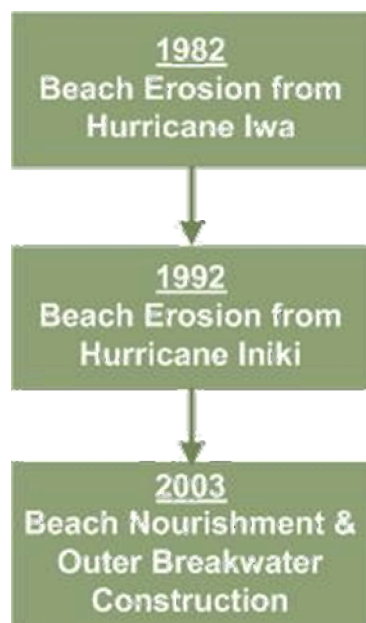 1982
Beach Erosion from
Hurricane Iwa
1992
Beach Erosion from
Hurricane Iniki
2003
Beach Nourishment &
Outer Breakwater
Construction